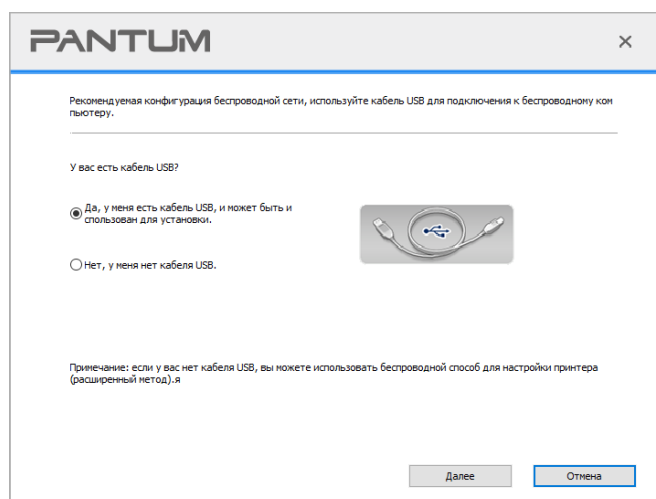 PANTUM
Рекомендуемая конфигурация беспроводной сети, используйте кабель USB для подключения к беспроводному ком
пьютеру.
У вас есть кабель USB?
Да, у меня есть кабель USB, и может быть и
спользован для установки.
Нет, у меня нет кабеля USB.
Примечание: если у вас нет кабеля USB, вы можете использовать беспроводной способ для настройки принтера
(расширенный метод).я
Далее
Отмена